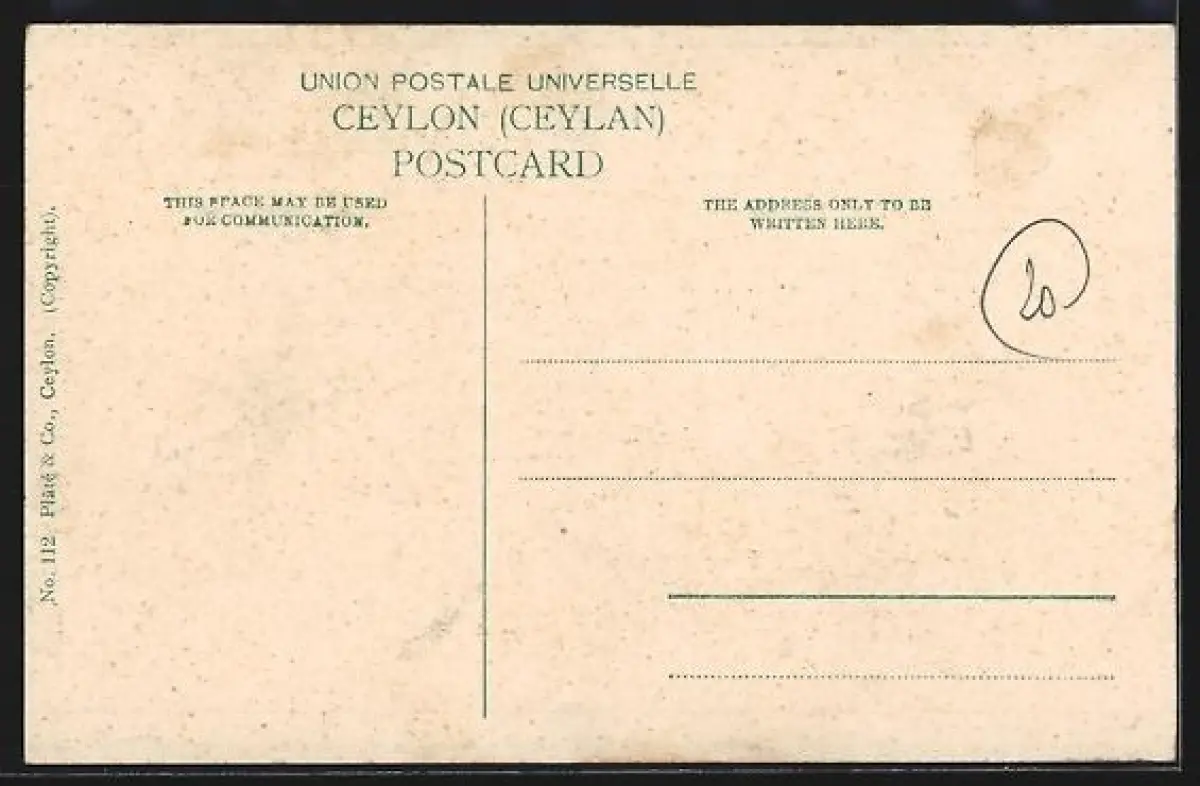 UNION POSTALE UNIVERSELLE
CEYLON (CEYLAN)
POSTCARD
THIS SPACE MAY BE USED
FOR COMMUNICATION.
THE ADDRESS ONLY TO BE
WRITTEN HERE.
20
No. 112 Platé & Co., Ceylon. (Copyright).